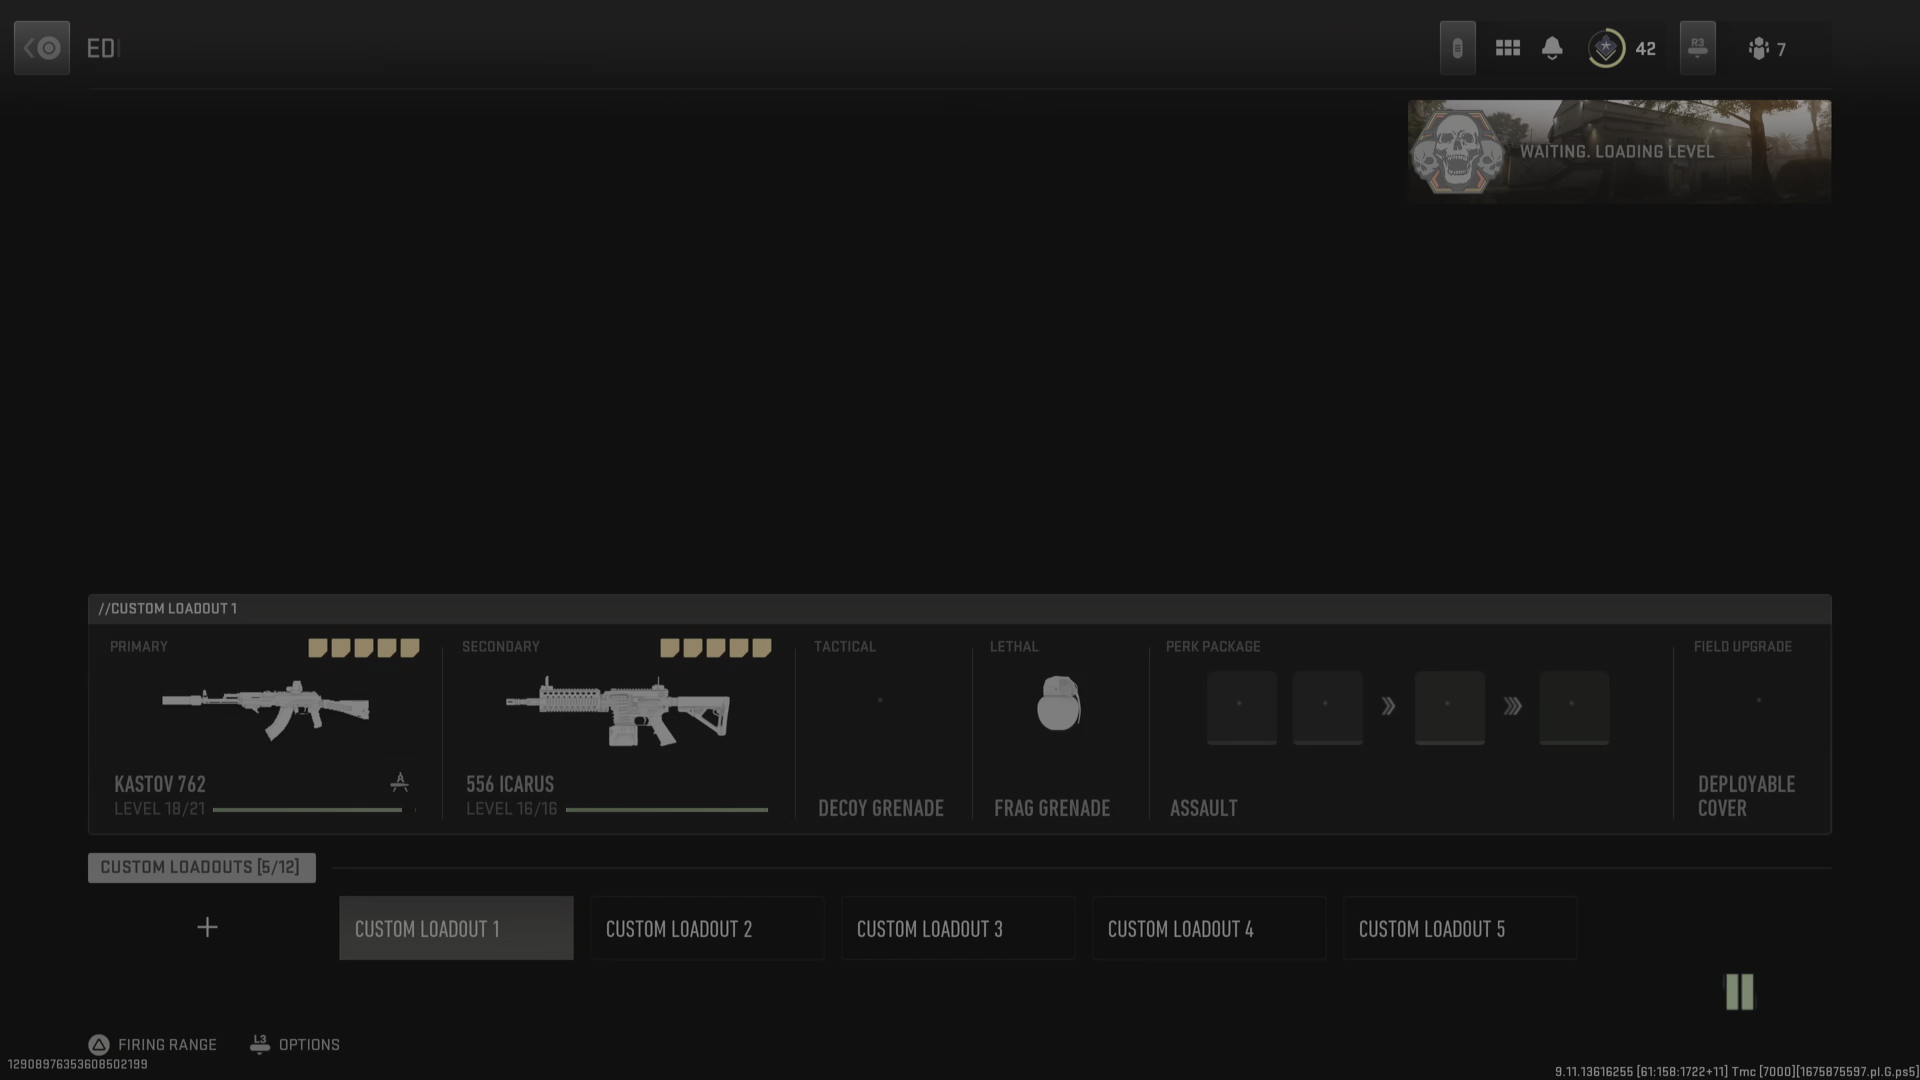 ED
42
R3
7
WAITING. LOADING LEVEL
//CUSTOM LOADOUT 1
PRIMARY
SECONDARY
TACTICAL
LETHAL
PERK PACKAGE
FIELD UPGRADE
KASTOV 762
LEVEL 18/21
556 ICARUS
LEVEL 16/16
DECOY GRENADE
FRAG GRENADE
ASSAULT
DEPLOYABLE
COVER
CUSTOM LOADOUTS [5/12]
+
CUSTOM LOADOUT 1
CUSTOM LOADOUT 2
CUSTOM LOADOUT 3
CUSTOM LOADOUT 4
CUSTOM LOADOUT 5
FIRING RANGE
L3
OPTIONS
12908976353608502199
9.11.13616255 [61:158:1722+11] Tmc [7000][1675875597.pl.G.ps5]